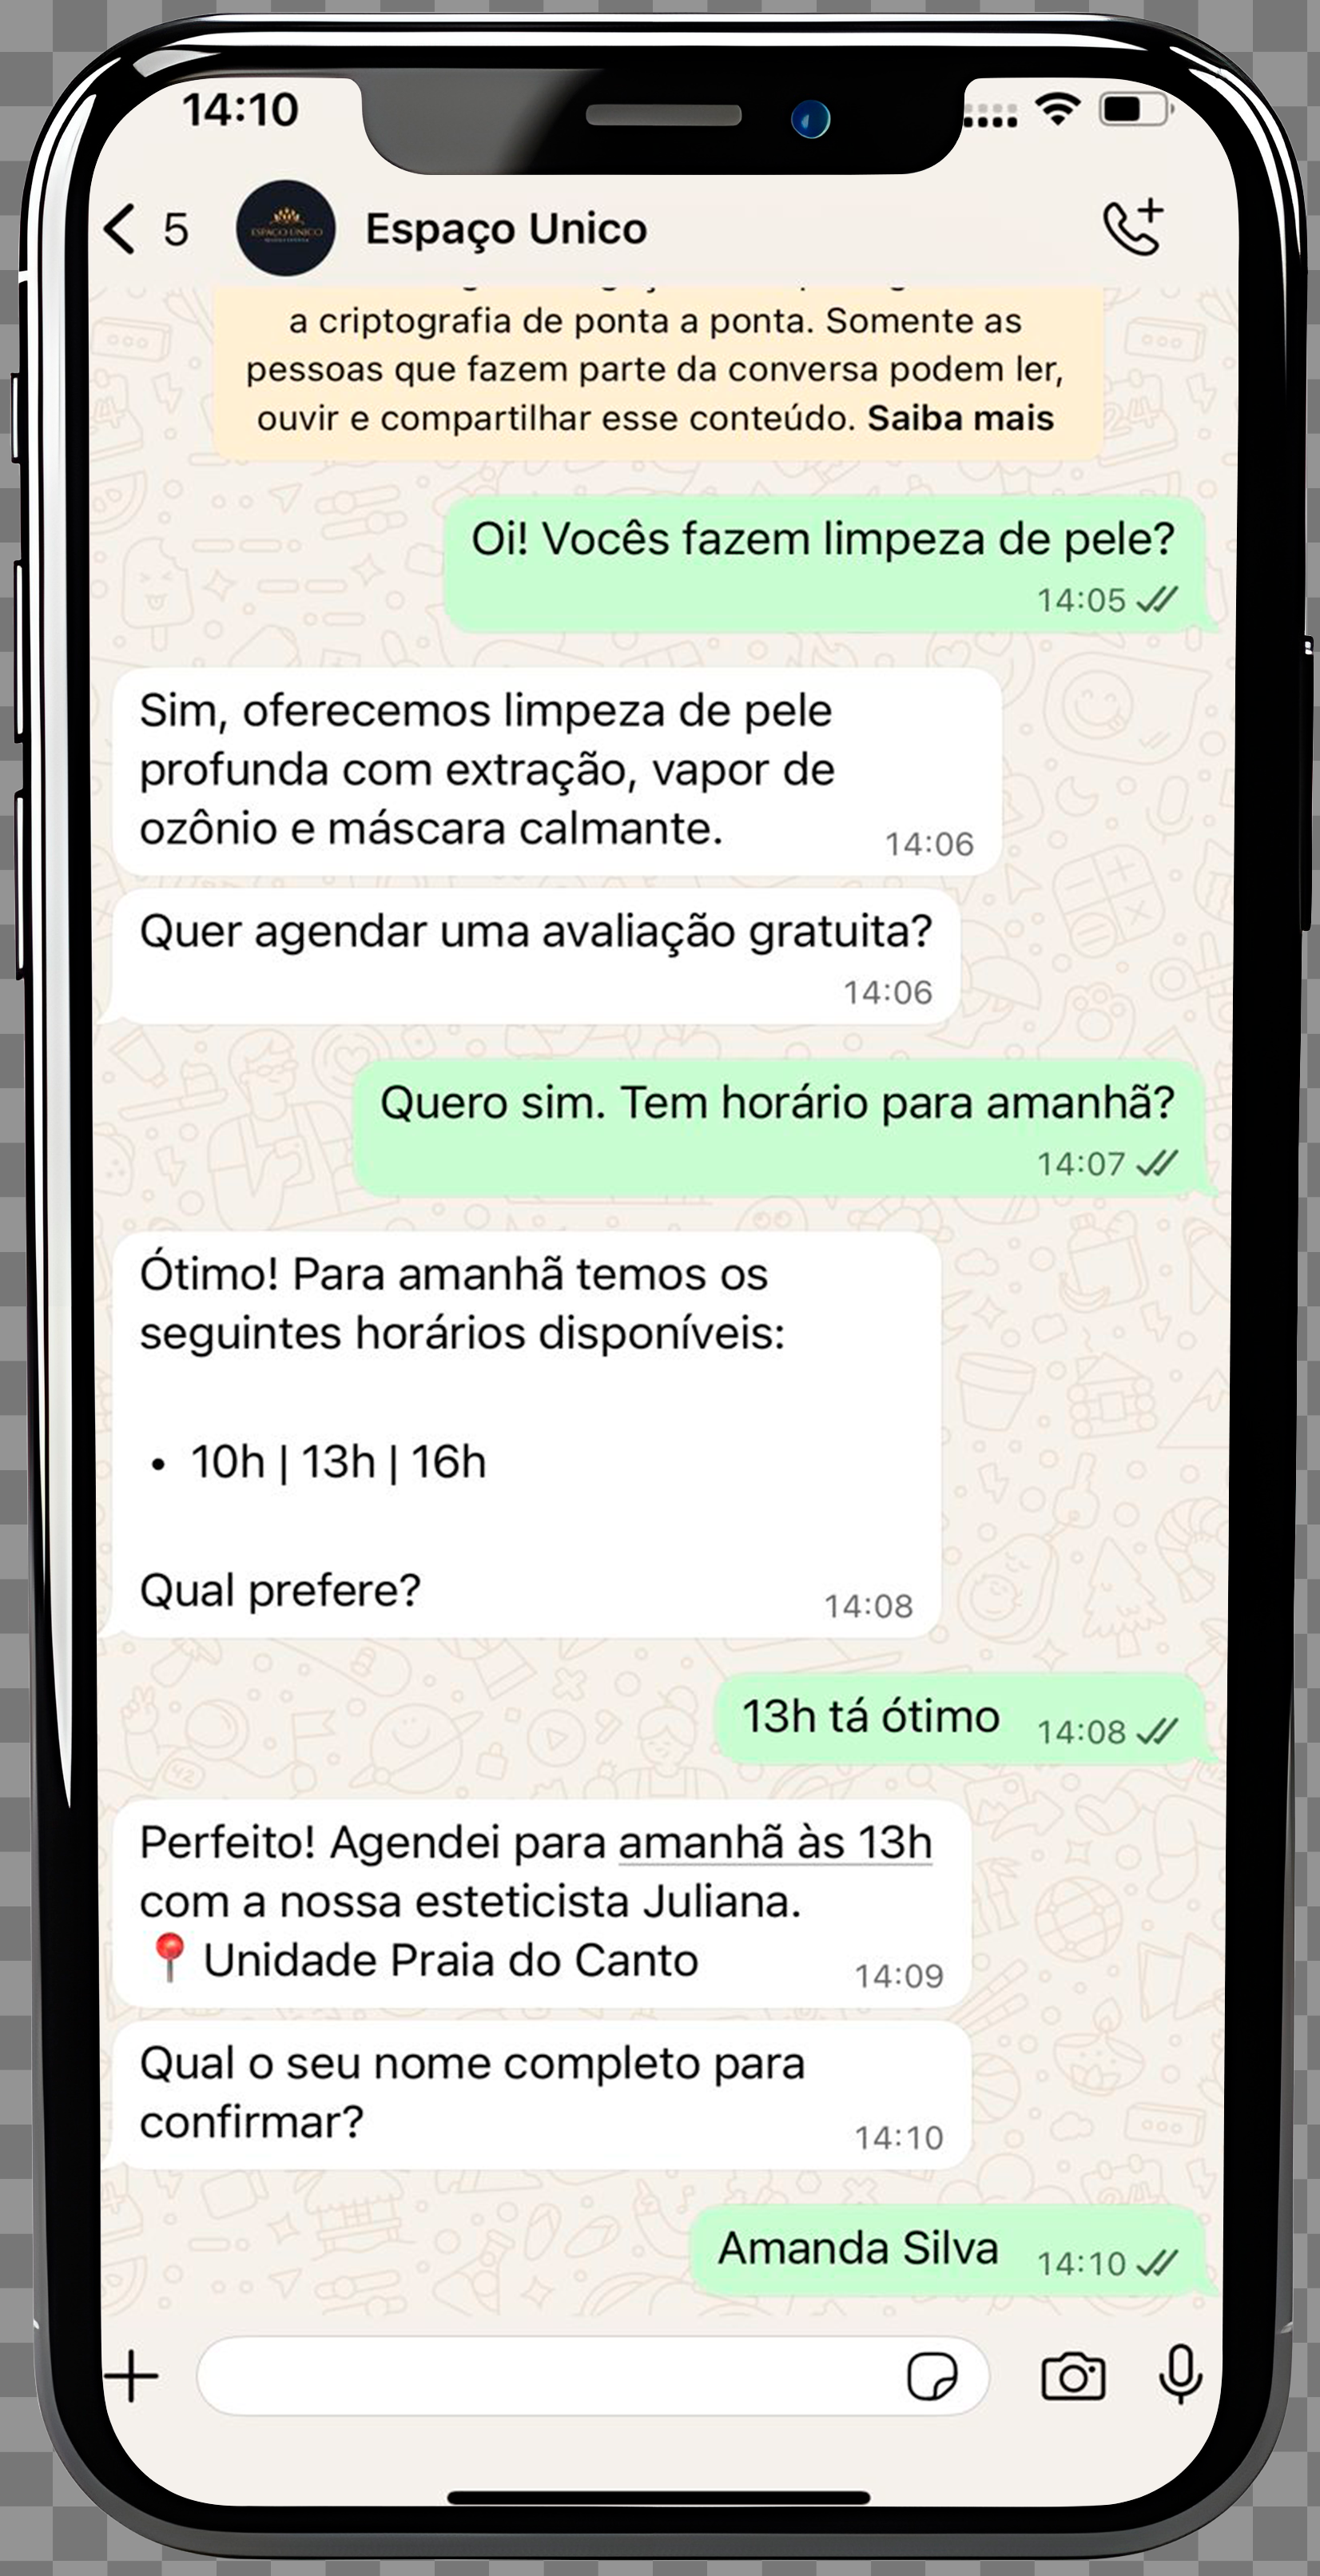 14:10
5
ESPAÇO ÚNICO
Espaço Unico
a criptografia de ponta a ponta. Somente as
pessoas que fazem parte da conversa podem ler,
ouvir e compartilhar esse conteúdo. Saiba mais
Oi! Vocês fazem limpeza de pele?
14:05
Sim, oferecemos limpeza de pele
profunda com extração, vapor de
ozônio e máscara calmante.
14:06
Quer agendar uma avaliação gratuita?
14:06
Quero sim. Tem horário para amanhã?
14:07
Ótimo! Para amanhã temos os
seguintes horários disponíveis:
• 10h | 13h | 16h
Qual prefere?
14:08
13h tá ótimo 14:08
Perfeito! Agendei para amanhã às 13h
com a nossa esteticista Juliana.
📍 Unidade Praia do Canto
14:09
Qual o seu nome completo para
confirmar?
14:10
Amanda Silva 14:10